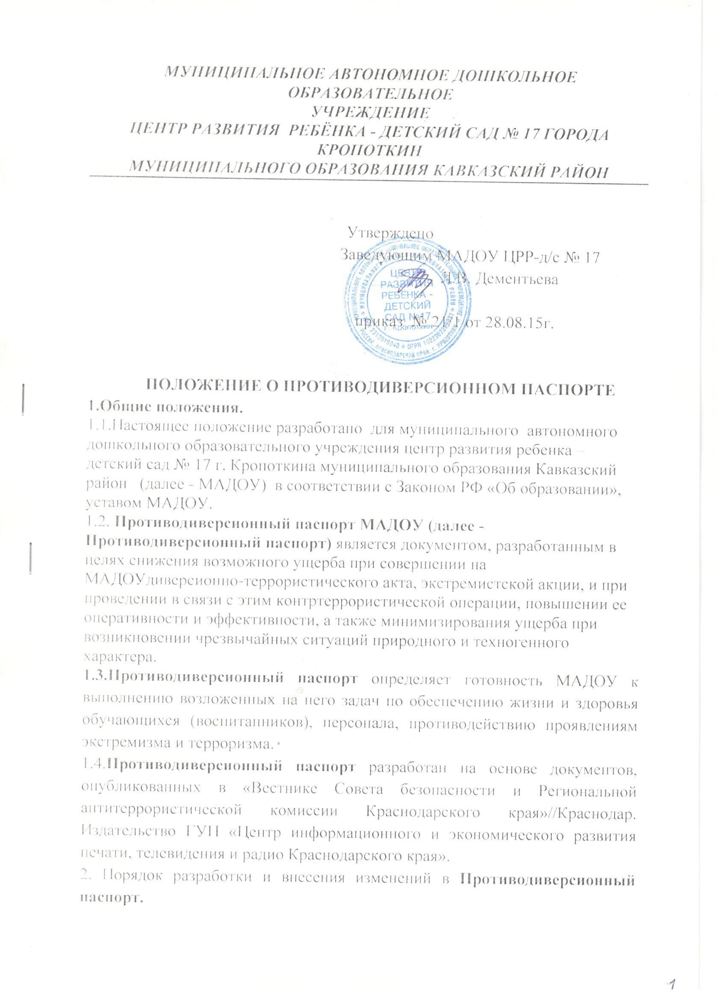 МУНИЦИПАЛЬНОЕ АВТОНОМНОЕ ДОШКОЛЬНОЕ
ОБРАЗОВАТЕЛЬНОЕ
УЧРЕЖДЕНИЕ
ЦЕНТР РАЗВИТИЯ РЕБЁНКА - ДЕТСКИЙ САД № 17 ГОРОДА
КРОПОТКИН
МУНИЦИПАЛЬНОГО ОБРАЗОВАНИЯ КАВКАЗСКИЙ РАЙОН
Утверждено
Заведующим МАДОУ ЦРР-д/с № 17
Л.В. Дементьева
ЦЕНТР
РАЗВИТИЯ
РЕБЁНКА -
ДЕТСКИЙ
САД №17
г. Кропоткин
приказ № 21/1 от 28.08.15г.
ПОЛОЖЕНИЕ О ПРОТИВОДИВЕРСИОННОМ ПАСПОРТЕ
1.Общие положения.
1.1.Настоящее положение разработано для муниципального автономного
дошкольного образовательного учреждения центр развития ребенка –
детский сад № 17 г. Кропоткина муниципального образования Кавказский
район (далее - МАДОУ) в соответствии с Законом РФ «Об образовании»,
уставом МАДОУ.
1.2. Противодиверсионный паспорт МАДОУ (далее -
Противодиверсионный паспорт) является документом, разработанным в
целях снижения возможного ущерба при совершении на
МАДОУдиверсионно-террористического акта, экстремистской акции, и при
проведении в связи с этим контртеррористической операции, повышении ее
оперативности и эффективности, а также минимизирования ущерба при
возникновении чрезвычайных ситуаций природного и техногенного
характера.
1.3.Противодиверсионный паспорт определяет готовность МАДОУ к
выполнению возложенных на него задач по обеспечению жизни и здоровья
обучающихся (воспитанников), персонала, противодействию проявлениям
экстремизма и терроризма.
1.4.Противодиверсионный паспорт разработан на основе документов,
опубликованных в «Вестнике Совета безопасности и Региональной
антитеррористической комиссии Краснодарского края»//Краснодар.
Издательство ГУП «Центр информационного и экономического развития
печати, телевидения и радио Краснодарского края».
2. Порядок разработки и внесения изменений в Противодиверсионный
паспорт.
1